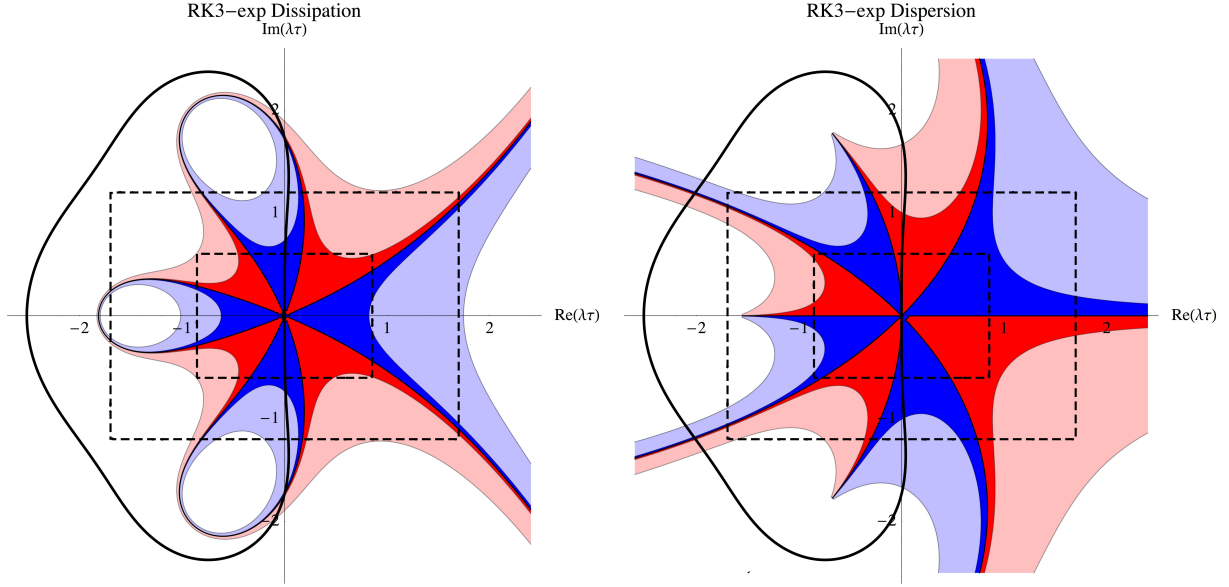 RK3−exp Dissipation
Im(λτ)
2
1
−2
−1
1
2
Re(λτ)
−1
−2
RK3−exp Dispersion
Im(λτ)
2
1
−2
−1
1
2
Re(λτ)
−1
−2